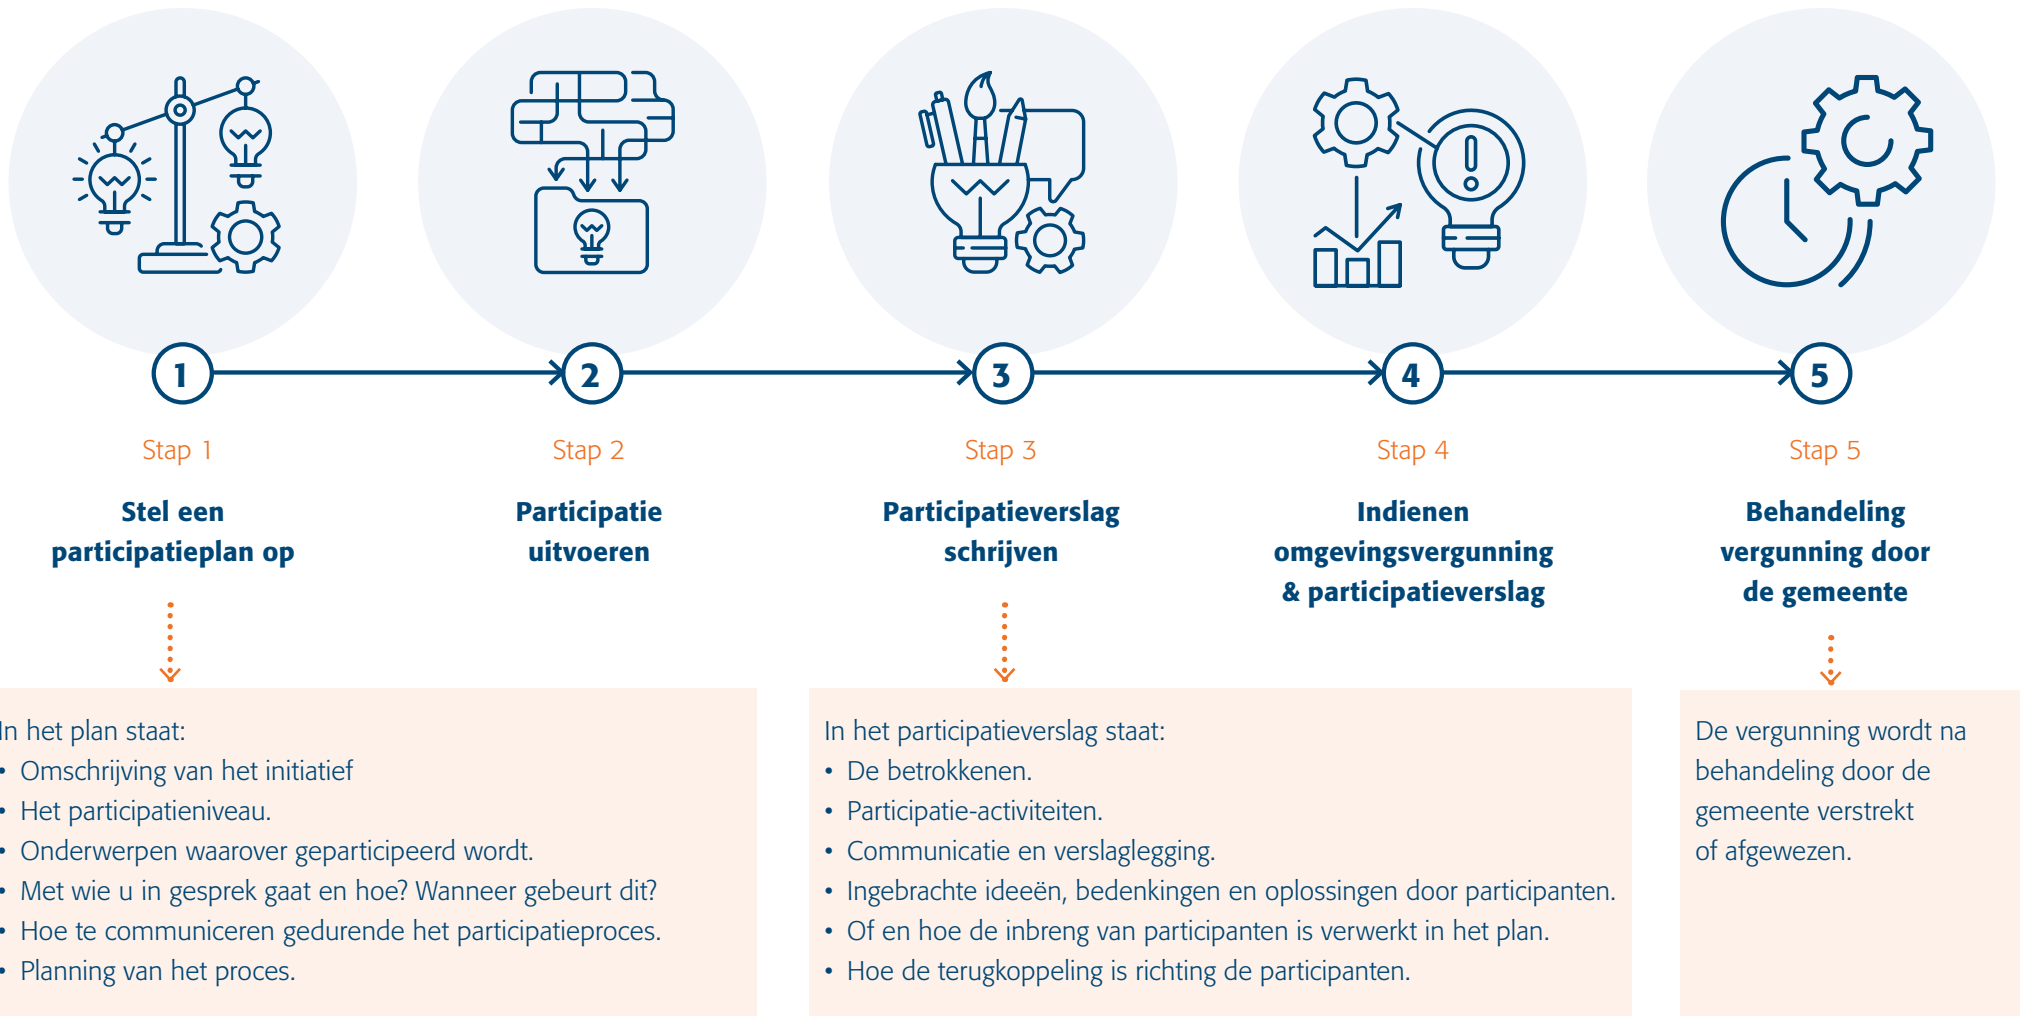 1
2
3
4
5
Stap 1
Stel een
participatieplan op
Stap 2
Participatie
uitvoeren
Stap 3
Participatieverslag
schrijven
Stap 4
Indienen
omgevingsvergunning
& participatieverslag
Stap 5
Behandeling
vergunning door
de gemeente
In het plan staat:
• Omschrijving van het initiatief
• Het participatieniveau.
• Onderwerpen waarover geparticipeerd wordt.
• Met wie u in gesprek gaat en hoe? Wanneer gebeurt dit?
• Hoe te communiceren gedurende het participatieproces.
• Planning van het proces.
In het participatieverslag staat:
• De betrokkenen.
• Participatie-activiteiten.
• Communicatie en verslaglegging.
• Ingebrachte ideeën, bedenkingen en oplossingen door participanten.
• Of en hoe de inbreng van participanten is verwerkt in het plan.
• Hoe de terugkoppeling is richting de participanten.
De vergunning wordt na
behandeling door de
gemeente verstrekt
of afgewezen.